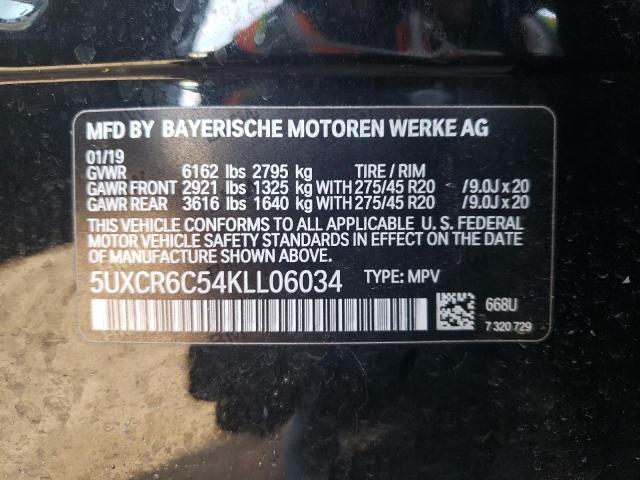 MFD BY BAYERISCHE MOTOREN WERKE AG
01/19
GVWR 6162 lbs 2795 kg TIRE / RIM
GAWR FRONT 2921 lbs 1325 kg WITH 275/45 R20 /9.0J x 20
GAWR REAR 3616 lbs 1640 kg WITH 275/45 R20 /9.0J x 20
THIS VEHICLE CONFORMS TO ALL APPLICABLE U. S. FEDERAL
MOTOR VEHICLE SAFETY STANDARDS IN EFFECT ON THE DATE
OF MANUFACTURE SHOWN ABOVE.
5UXCR6C54KLL06034 TYPE: MPV
668U
7 320 729